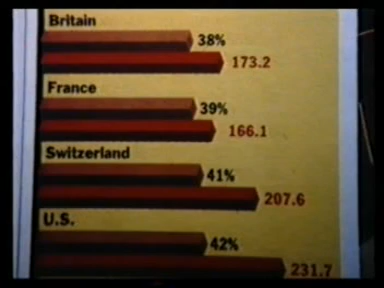 Britain
38%
173.2
France
39%
166.1
Switzerland
41%
207.6
U.S.
42%
231.7